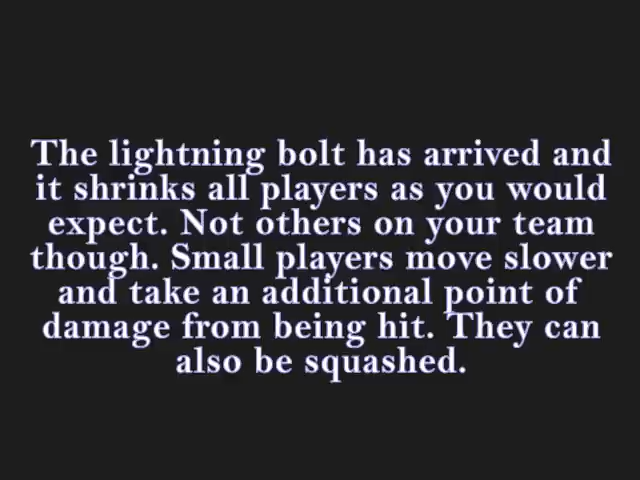 The lightning bolt has arrived and
it shrinks all players as you would
expect. Not others on your team
though. Small players move slower
and take an additional point of
damage from being hit. They can
also be squashed.